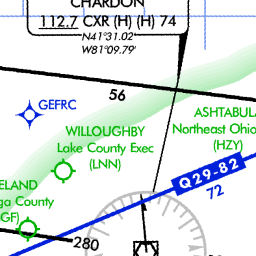 CHARDON
112.7 CXR (H) (H) 74
N41°31.02
W81°09.79'
56
GEFRC
ASHTABULA
WILLOUGHBY
Northeast Ohio
Lake County Exec
(HZY)
(LNN)
Q29-82
72
ELAND
ga County
GF)
280